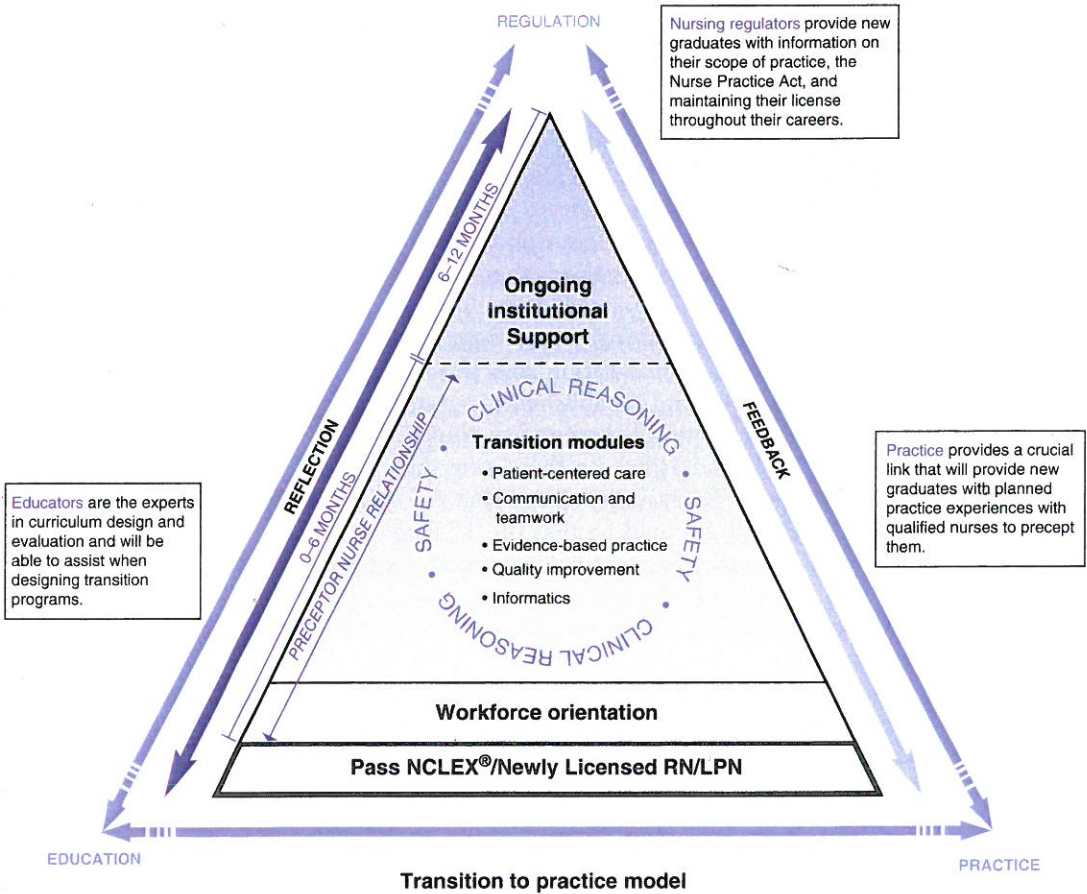 REGULATION
Nursing regulators provide new
graduates with information on
their scope of practice, the
Nurse Practice Act, and
maintaining their license
throughout their careers.
6–12 MONTHS
Ongoing
institutional
Support
REFLECTION
0–6 MONTHS
PRECEPTOR NURSE RELATIONSHIP
CLINICAL REASONING • SAFETY • CLINICAL REASONING • SAFETY •
Transition modules
• Patient-centered care
• Communication and
teamwork
• Evidence-based practice
• Quality improvement
• Informatics
FEEDBACK
Educators are the experts
in curriculum design and
evaluation and will be
able to assist when
designing transition
programs.
Practice provides a crucial
link that will provide new
graduates with planned
practice experiences with
qualified nurses to precept
them.
Workforce orientation
Pass NCLEX®/Newly Licensed RN/LPN
EDUCATION
PRACTICE
Transition to practice model